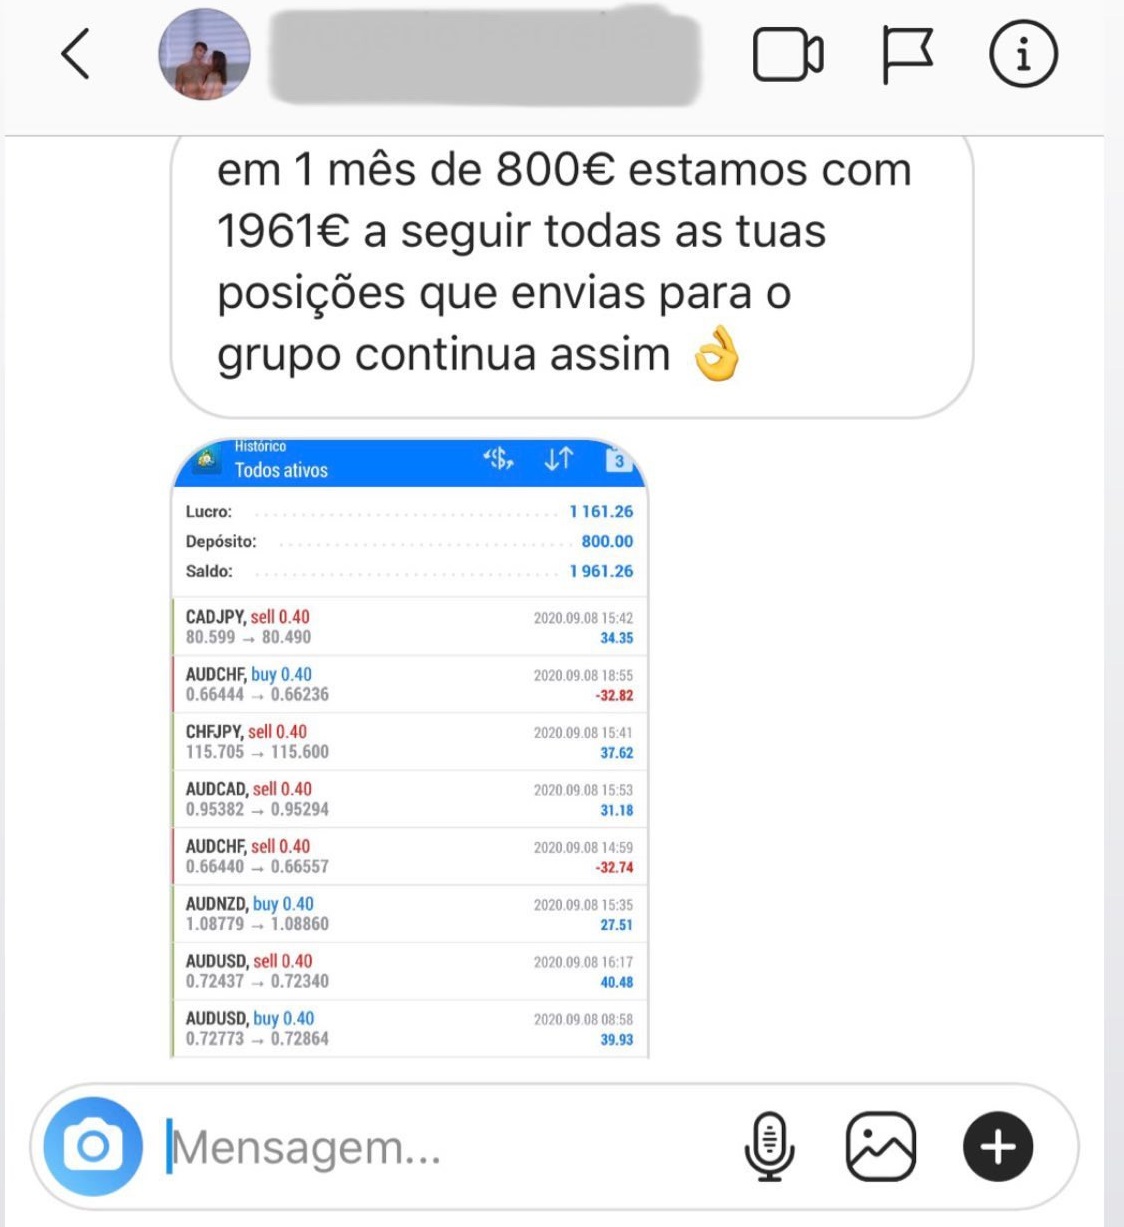 em 1 mês de 800€ estamos com
1961€ a seguir todas as tuas
posições que envias para o
grupo continua assim 👌
Histórico
Todos ativos
3
Lucro: 1 161.26
Depósito: 800.00
Saldo: 1 961.26
CADJPY, sell 0.40 2020.09.08 15:42
80.599 → 80.490 34.35
AUDCHF, buy 0.40 2020.09.08 18:55
0.66444 → 0.66236 -32.82
CHFJPY, sell 0.40 2020.09.08 15:41
115.705 → 115.600 37.62
AUDCAD, sell 0.40 2020.09.08 15:53
0.95382 → 0.95294 31.18
AUDCHF, sell 0.40 2020.09.08 14:59
0.66440 → 0.66557 -32.74
AUDNZD, buy 0.40 2020.09.08 15:35
1.08779 → 1.08860 27.51
AUDUSD, sell 0.40 2020.09.08 16:17
0.72437 → 0.72340 40.48
AUDUSD, buy 0.40 2020.09.08 08:58
0.72773 → 0.72864 39.93
Mensagem...